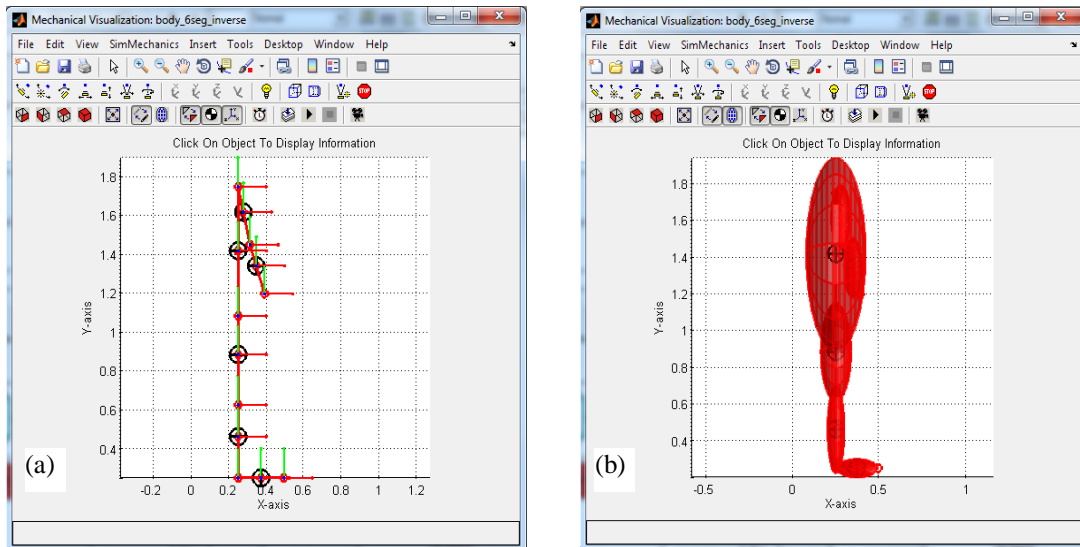 Mechanical Visualization: body_6seg_inverse
File Edit View SimMechanics Insert Tools Desktop Window Help
STOP
Click On Object To Display Information
1.8
1.6
1.4
1.2
1
0.8
0.6
0.4
Y-axis
-0.2 0 0.2 0.4 0.6 0.8 1 1.2
X-axis
(a)
Mechanical Visualization: body_6seg_inverse
File Edit View SimMechanics Insert Tools Desktop Window Help
STOP
Click On Object To Display Information
1.8
1.6
1.4
1.2
1
0.8
0.6
0.4
Y-axis
-0.5 0 0.5 1
X-axis
(b)